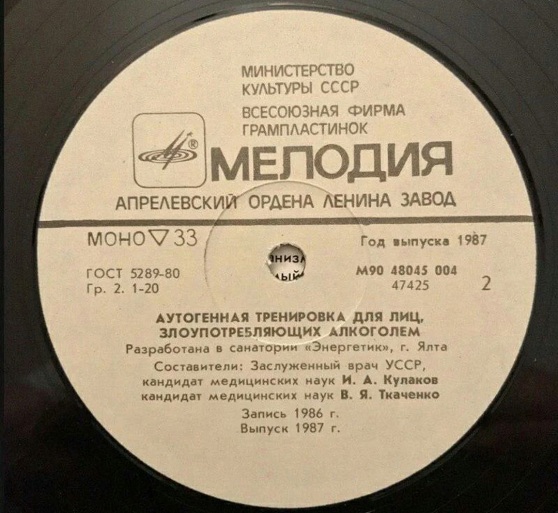 МИНИСТЕРСТВО
КУЛЬТУРЫ СССР
ВСЕСОЮЗНАЯ ФИРМА
ГРАМПЛАСТИНОК
®
МЕЛОДИЯ
АПРЕЛЕВСКИЙ ОРДЕНА ЛЕНИНА ЗАВОД
МОНО ▽ 33
Год выпуска 1987
ГОСТ 5289-80
М90 48045 004
Гр. 2. 1-20
47425
2
АУТОГЕННАЯ ТРЕНИРОВКА ДЛЯ ЛИЦ,
ЗЛОУПОТРЕБЛЯЮЩИХ АЛКОГОЛЕМ
Разработана в санатории «Энергетик», г. Ялта
Составители: Заслуженный врач УССР,
кандидат медицинских наук И. А. Кулаков
кандидат медицинских наук В. Я. Ткаченко
Запись 1986 г.
Выпуск 1987 г.